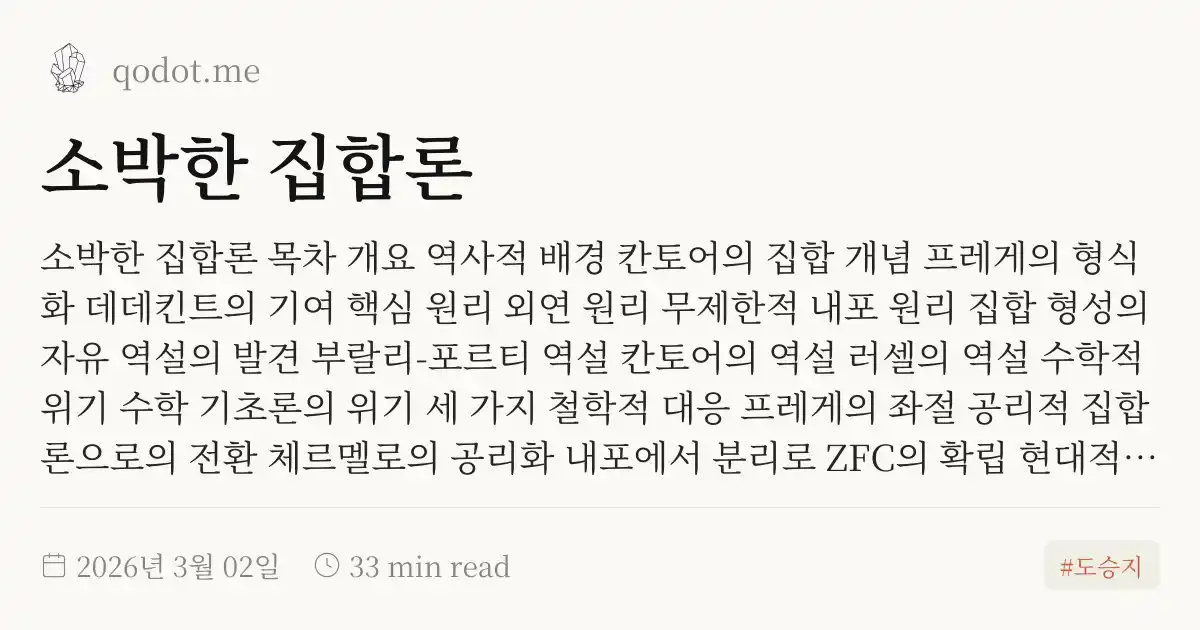 qodot.me
소박한 집합론
소박한 집합론 목차 개요 역사적 배경 칸토어의 집합 개념 프레게의 형식
화 데데킨트의 기여 핵심 원리 외연 원리 무제한적 내포 원리 집합 형성의
자유 역설의 발견 부랄리-포르티 역설 칸토어의 역설 러셀의 역설 수학적
위기 수학 기초론의 위기 세 가지 철학적 대응 프레게의 좌절 공리적 집합
론으로의 전환 체르멜로의 공리화 내포에서 분리로 ZFC의 확립 현대적…
2026년 3월 02일 33 min read
#도승지